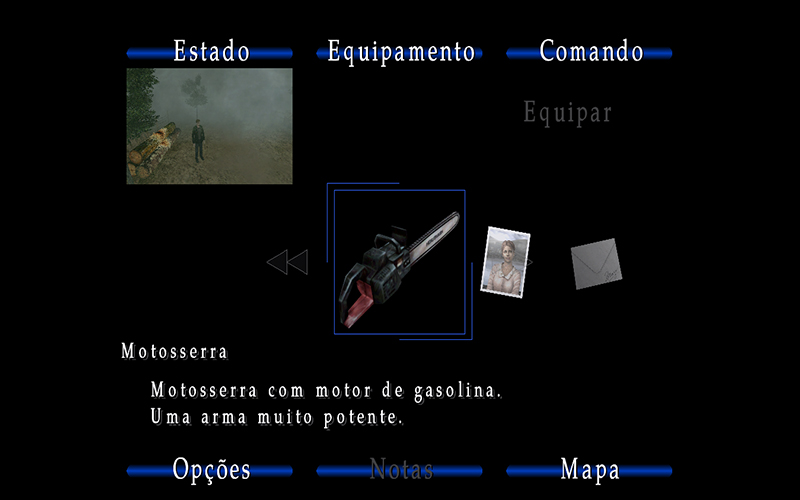 Estado
Equipamento
Comando
Equipar
Motosserra
Motosserra com motor de gasolina.
Uma arma muito potente.
Opções
Notas
Mapa